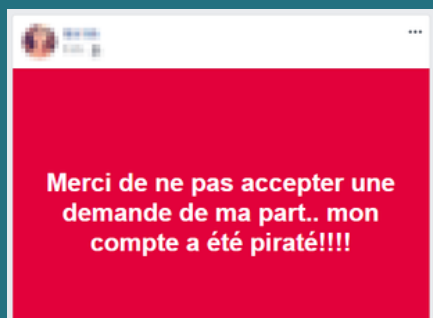 Merci de ne pas accepter une
demande de ma part.. mon
compte a été piraté!!!!